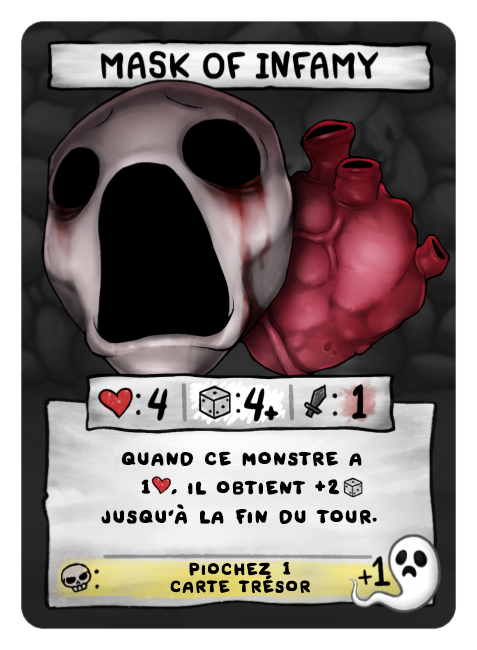 MASK OF INFAMY
:4 :4+ :1
QUAND CE MONSTRE A
1, IL OBTIENT +2
JUSQU'À LA FIN DU TOUR.
: PIOCHEZ 1
CARTE TRÉSOR
+1